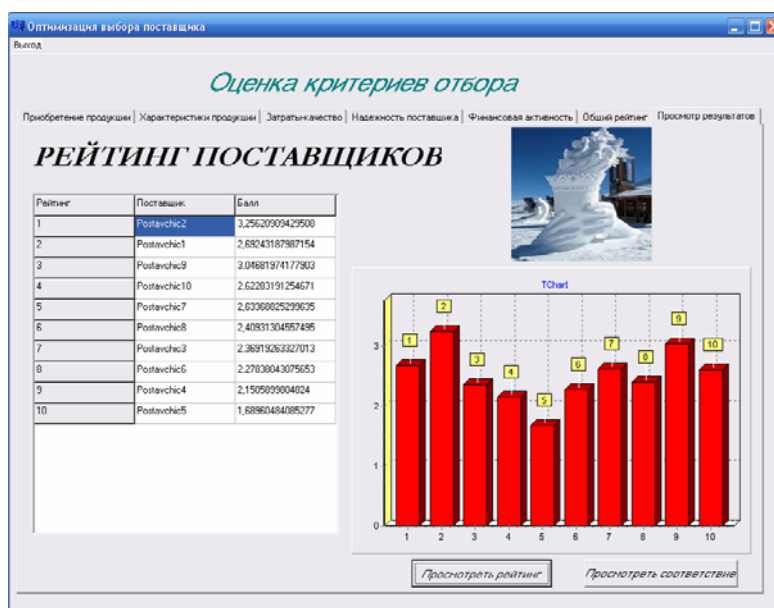 Оптимизация выбора поставщика
Выход
Оценка критериев отбора
Приобретение продукции Характеристики продукции Затраты-качество Надежность поставщика Финансовая активность Общий рейтинг Просмотр результатов
РЕЙТИНГ ПОСТАВЩИКОВ
Рейтинг Поставщик Балл
1 Postavchic2 3,25620909429508
2 Postavchic1 2,69243187987154
3 Postavchic9 3.04681974177903
4 Postavchic10 2,62283191254671
5 Postavchic7 2,63368825299635
6 Postavchic8 2,40931304557495
7 Postavchic3 2,36919263327013
8 Postavchic6 2,27838043075653
9 Postavchic4 2,1505899804824
10 Postavchic5 1,68960484085277
TChart
1 2 3 4 5 6 7 8 9 10
3
2
1
0
1 2 3 4 5 6 7 8 9 10
Просмотреть рейтинг Просмотреть соответствие